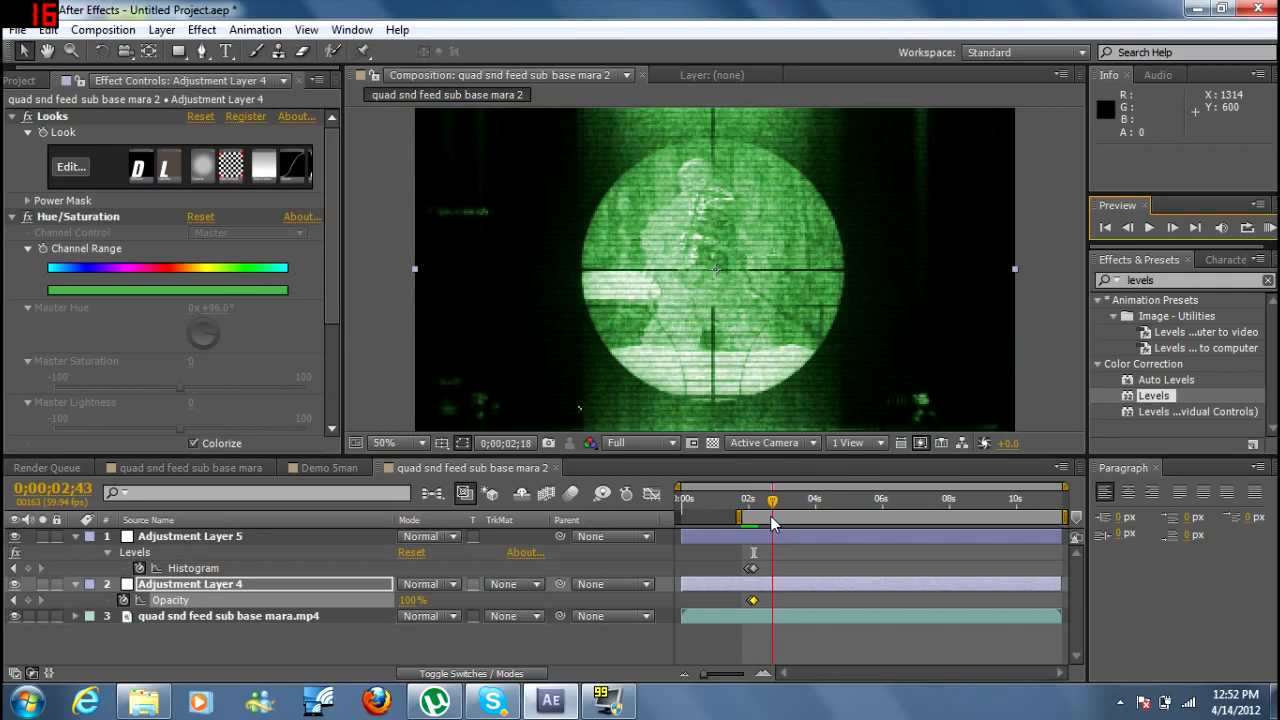 16
After Effects - Untitled Project.aep *
File Edit Composition Layer Effect Animation View Window Help
Workspace: Standard Search Help
Project Effect Controls: Adjustment Layer 4 Composition: quad snd feed sub base mara 2 Layer: (none) Info Audio
quad snd feed sub base mara 2 • Adjustment Layer 4
quad snd feed sub base mara 2
R: X: 1314
G: Y: 600
B:
A: 0
fx Looks Reset Register About...
Look
Edit... D L
Power Mask
fx Hue/Saturation Reset About...
Channel Control Master
Channel Range
Master Hue 0x+96.0°
Master Saturation 0
-100 100
Master Lightness 0
-100 100
Colorize
Preview
Effects & Presets Characte
levels
* Animation Presets
Image - Utilities
Levels ...uter to video
Levels ... to computer
Color Correction
Auto Levels
Levels
Levels ...vidual Controls)
50% 0;00;02;18 Full Active Camera 1 View +0.0
Render Queue quad snd feed sub base mara Demo 5man quad snd feed sub base mara 2
0;00;02;43
00163 (59.94 fps)
:00s 02s 04s 06s 08s 10s
# Source Name Mode T TrkMat Parent
1 Adjustment Layer 5 Normal None
fx Levels Reset About...
Histogram
2 Adjustment Layer 4 Normal None None
Opacity 100%
3 quad snd feed sub base mara.mp4 Normal None None
Toggle Switches / Modes
Paragraph
0 px 0 px 0 px
0 px 0 px
Ae
99
12:52 PM
4/14/2012